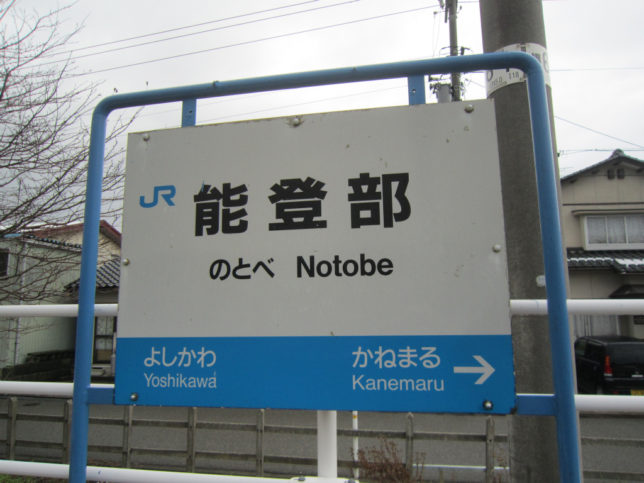 JR 能登部
のとべ Notobe
よしかわ かねまる →
Yoshikawa Kanemaru